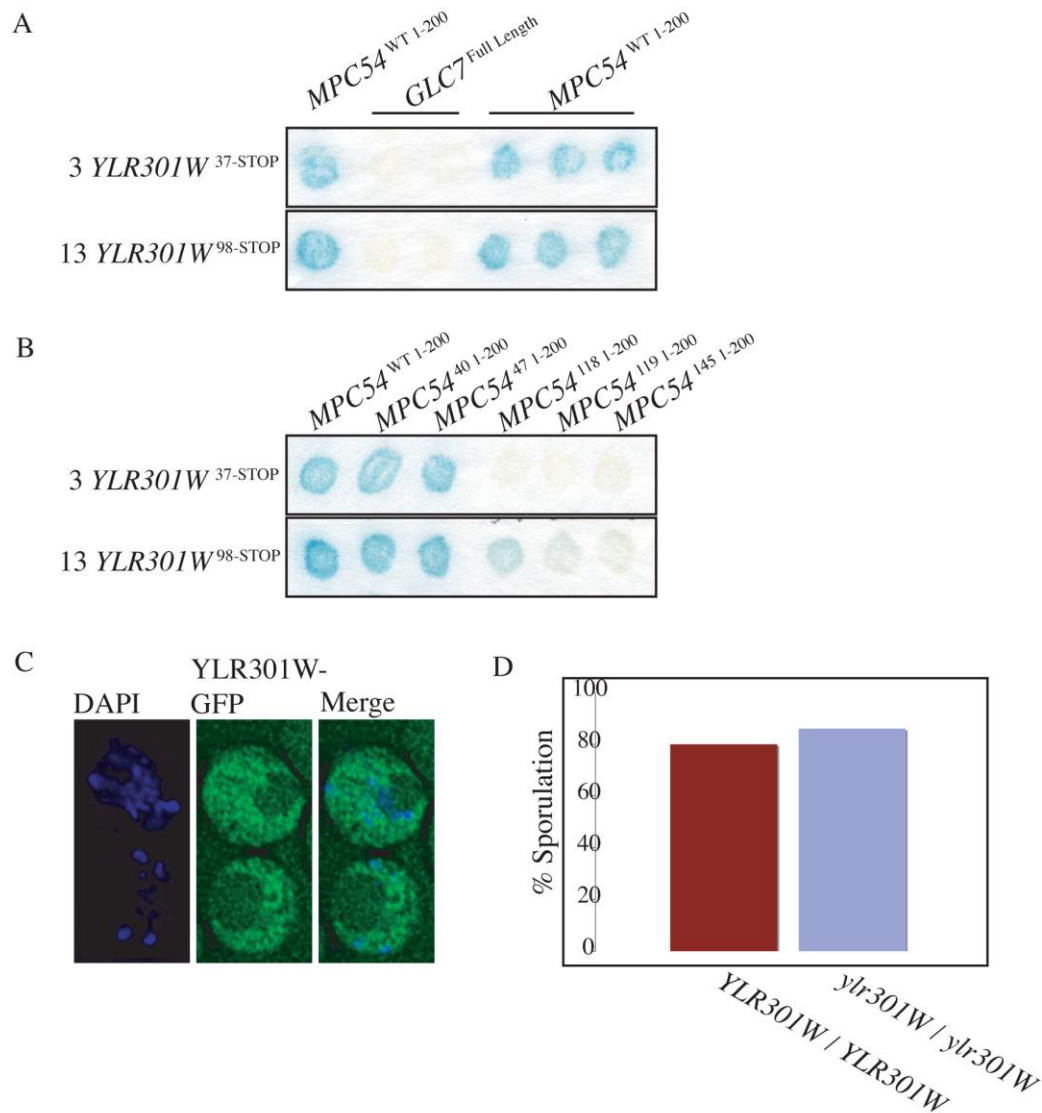 A
MPC54 WT 1-200
GLC7 Full Length
MPC54 WT 1-200
3 YLR301W 37-STOP
13 YLR301W 98-STOP
B
MPC54 WT 1-200
MPC54 40 1-200
MPC54 47 1-200
MPC54 118 1-200
MPC54 119 1-200
MPC54 145 1-200
3 YLR301W 37-STOP
13 YLR301W 98-STOP
C
DAPI
YLR301W-
GFP
Merge
D
% Sporulation
100
80
60
40
20
0
YLR301W / YLR301W
ylr301W / ylr301W